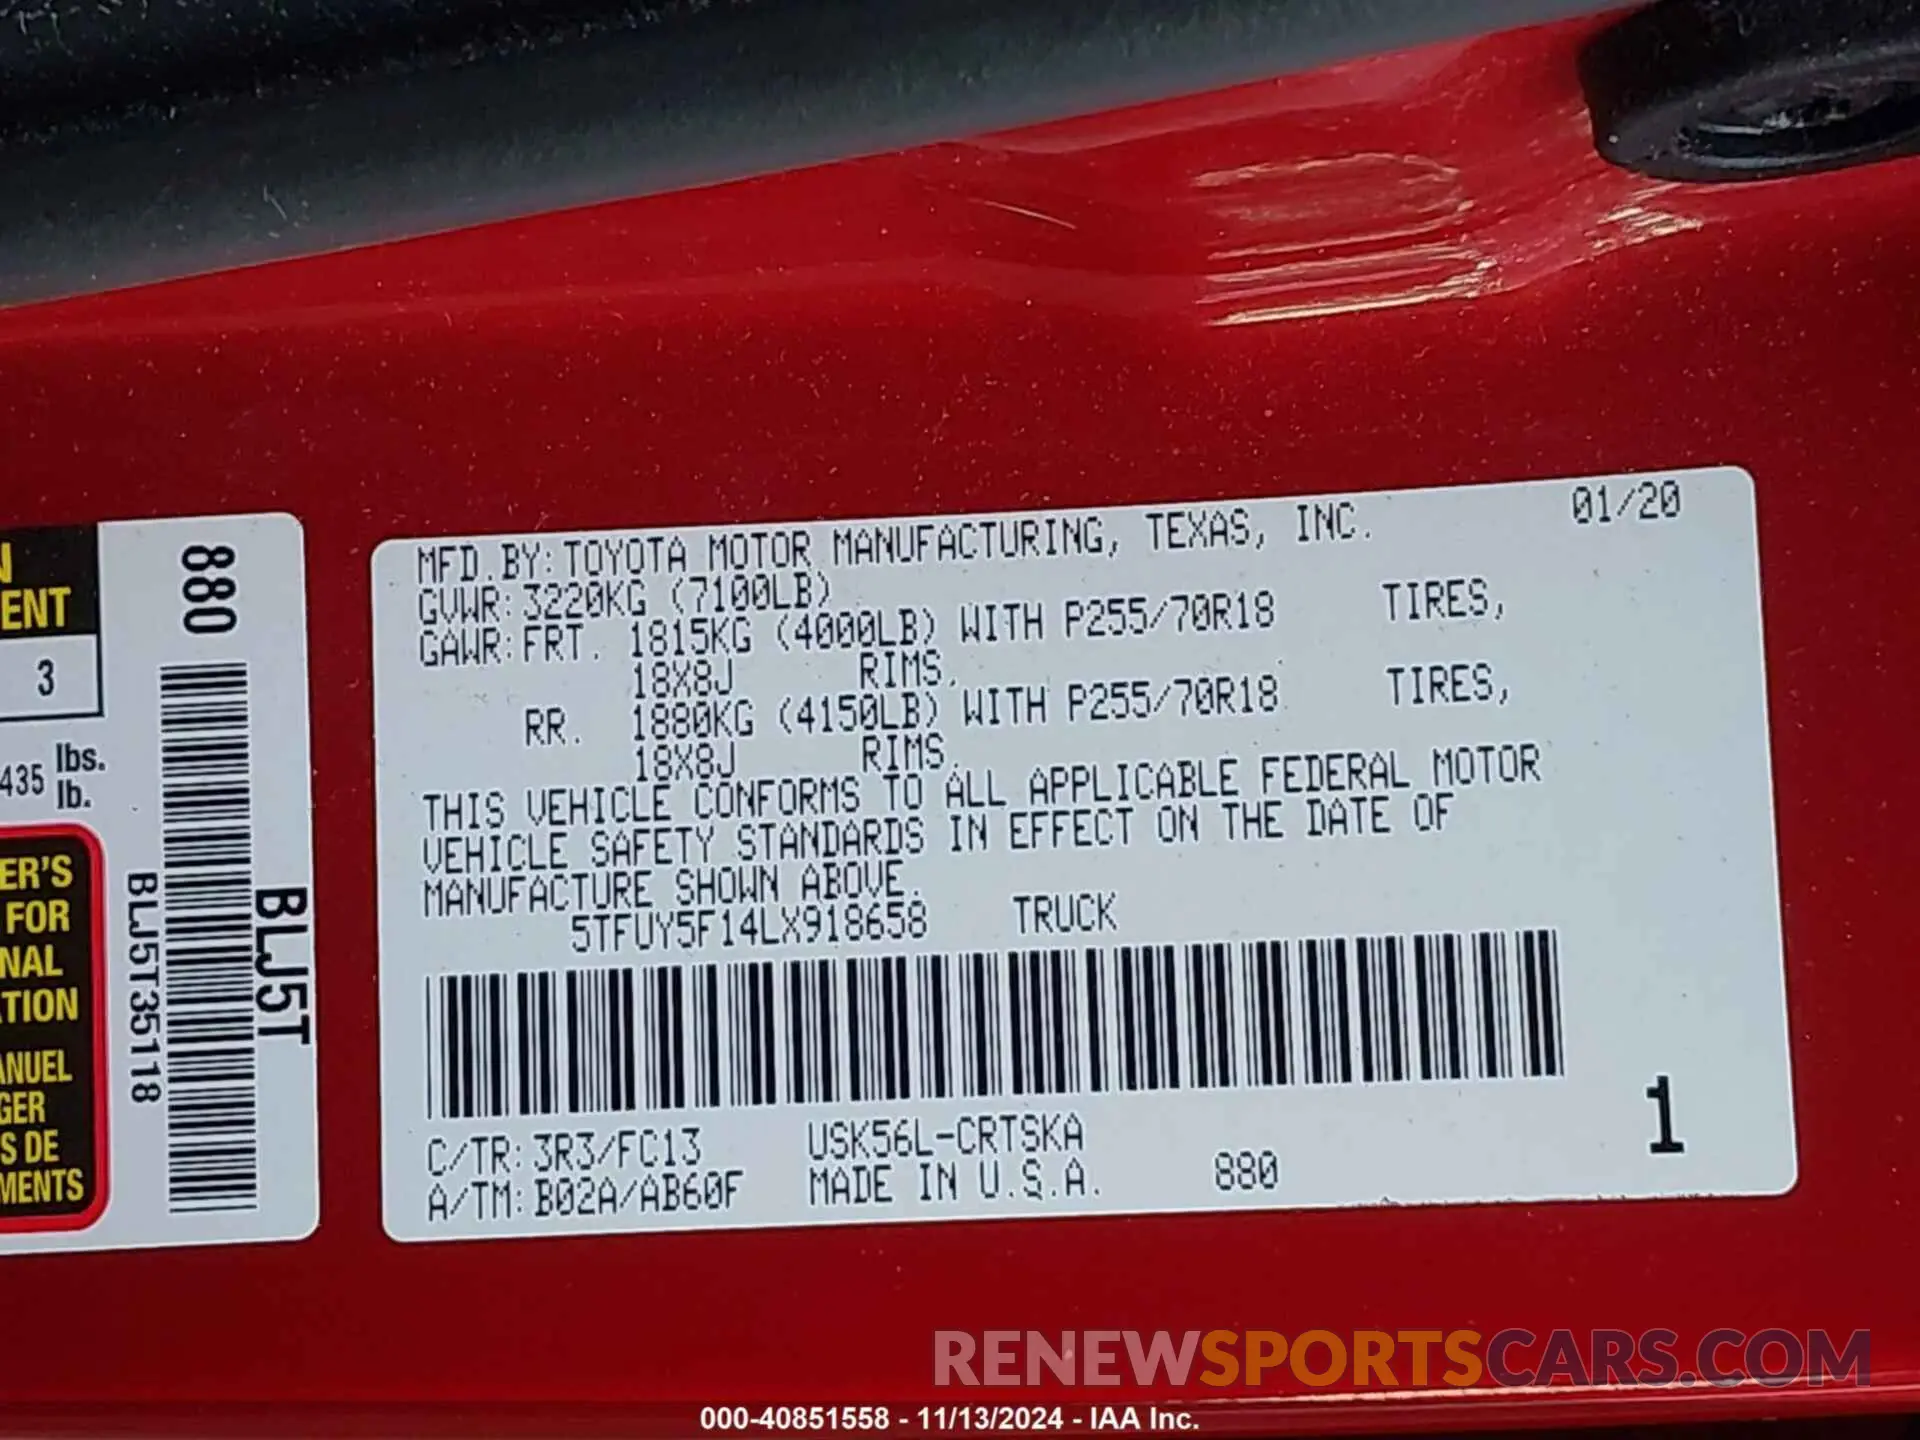 N
ENT
3
435 lbs.
lb.
ER'S
FOR
NAL
ATION
ANUEL
GER
S DE
MENTS
880
BLJ5T35118
BLJ5T
01/20
MFD. BY: TOYOTA MOTOR MANUFACTURING, TEXAS, INC.
GVWR: 3220KG (7100LB)
GAWR: FRT. 1815KG (4000LB) WITH P255/70R18 TIRES,
18X8J RIMS,
RR. 1880KG (4150LB) WITH P255/70R18 TIRES,
18X8J RIMS.
THIS VEHICLE CONFORMS TO ALL APPLICABLE FEDERAL MOTOR
VEHICLE SAFETY STANDARDS IN EFFECT ON THE DATE OF
MANUFACTURE SHOWN ABOVE.
5TFUY5F14LX918658 TRUCK
C/TR: 3R3/FC13 USK56L-CRTSKA
A/TM: B02A/AB60F MADE IN U.S.A. 880
1
RENEWSPORTSCARS.COM
000-40851558 - 11/13/2024 - IAA Inc.